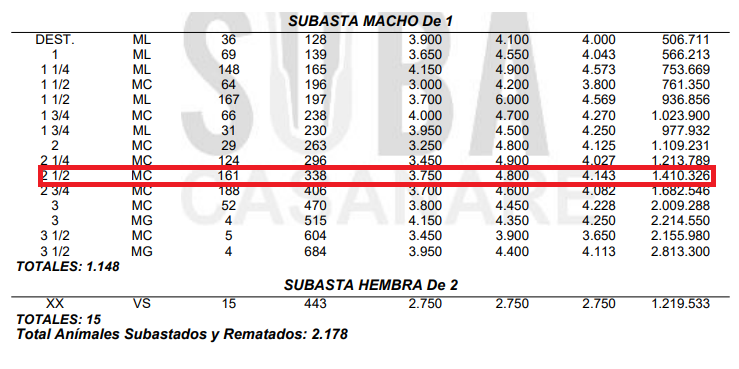 SUBASTA MACHO De 1
DEST. ML 36 128 3.900 4.100 4.000 506.711
1 ML 69 139 3.650 4.550 4.043 566.213
1 1/4 ML 148 165 4.150 4.900 4.573 753.669
1 1/2 MC 64 196 3.000 4.200 3.800 761.350
1 1/2 ML 167 197 3.700 6.000 4.569 936.856
1 3/4 MC 66 238 4.000 4.700 4.270 1.023.900
1 3/4 ML 31 230 3.950 4.500 4.250 977.932
2 MC 29 263 3.250 4.800 4.125 1.109.231
2 1/4 MC 124 296 3.450 4.900 4.027 1.213.789
2 1/2 MC 161 338 3.750 4.800 4.143 1.410.326
2 3/4 MC 188 406 3.700 4.600 4.082 1.682.546
3 MC 52 470 3.800 4.450 4.228 2.009.288
3 MG 4 515 4.150 4.350 4.250 2.214.550
3 1/2 MC 5 604 3.450 3.900 3.650 2.155.980
3 1/2 MG 4 684 3.950 4.400 4.113 2.813.300
TOTALES: 1.148
SUBASTA HEMBRA De 2
XX VS 15 443 2.750 2.750 2.750 1.219.533
TOTALES: 15
Total Anímales Subastados y Rematados: 2.178
SUBA
CASANARE